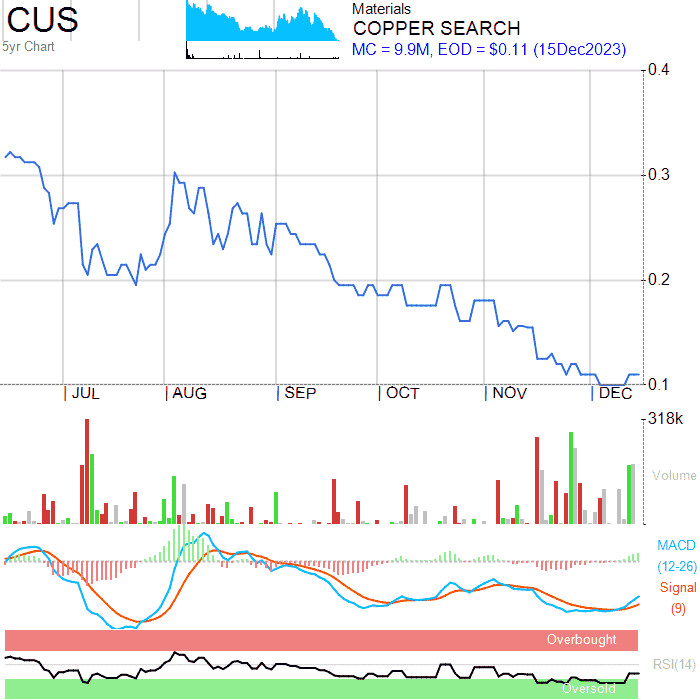 CUS
5yr Chart
Materials
COPPER SEARCH
MC = 9.9M, EOD = $0.11 (15Dec2023)
0.4
0.3
0.2
0.1
JUL AUG SEP OCT NOV DEC
318k
Volume
MACD
(12-26)
Signal
(9)
Overbought
RSI(14)
Oversold